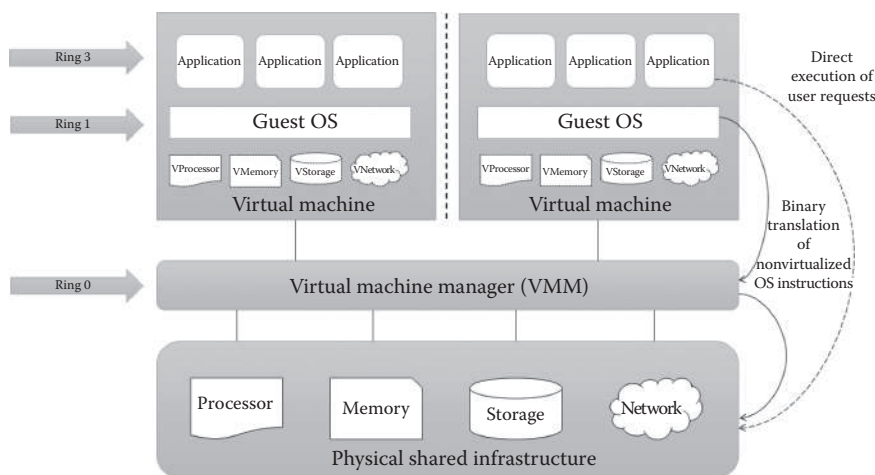 Ring 3
Application Application Application
Application Application Application
Direct
execution of
user requests
Ring 1
Guest OS
Guest OS
VProcessor VMemory VStorage VNetwork
VProcessor VMemory VStorage VNetwork
Virtual machine
Virtual machine
Binary
translation
of
nonvirtualized
OS instructions
Ring 0
Virtual machine manager (VMM)
Processor Memory Storage Network
Physical shared infrastructure